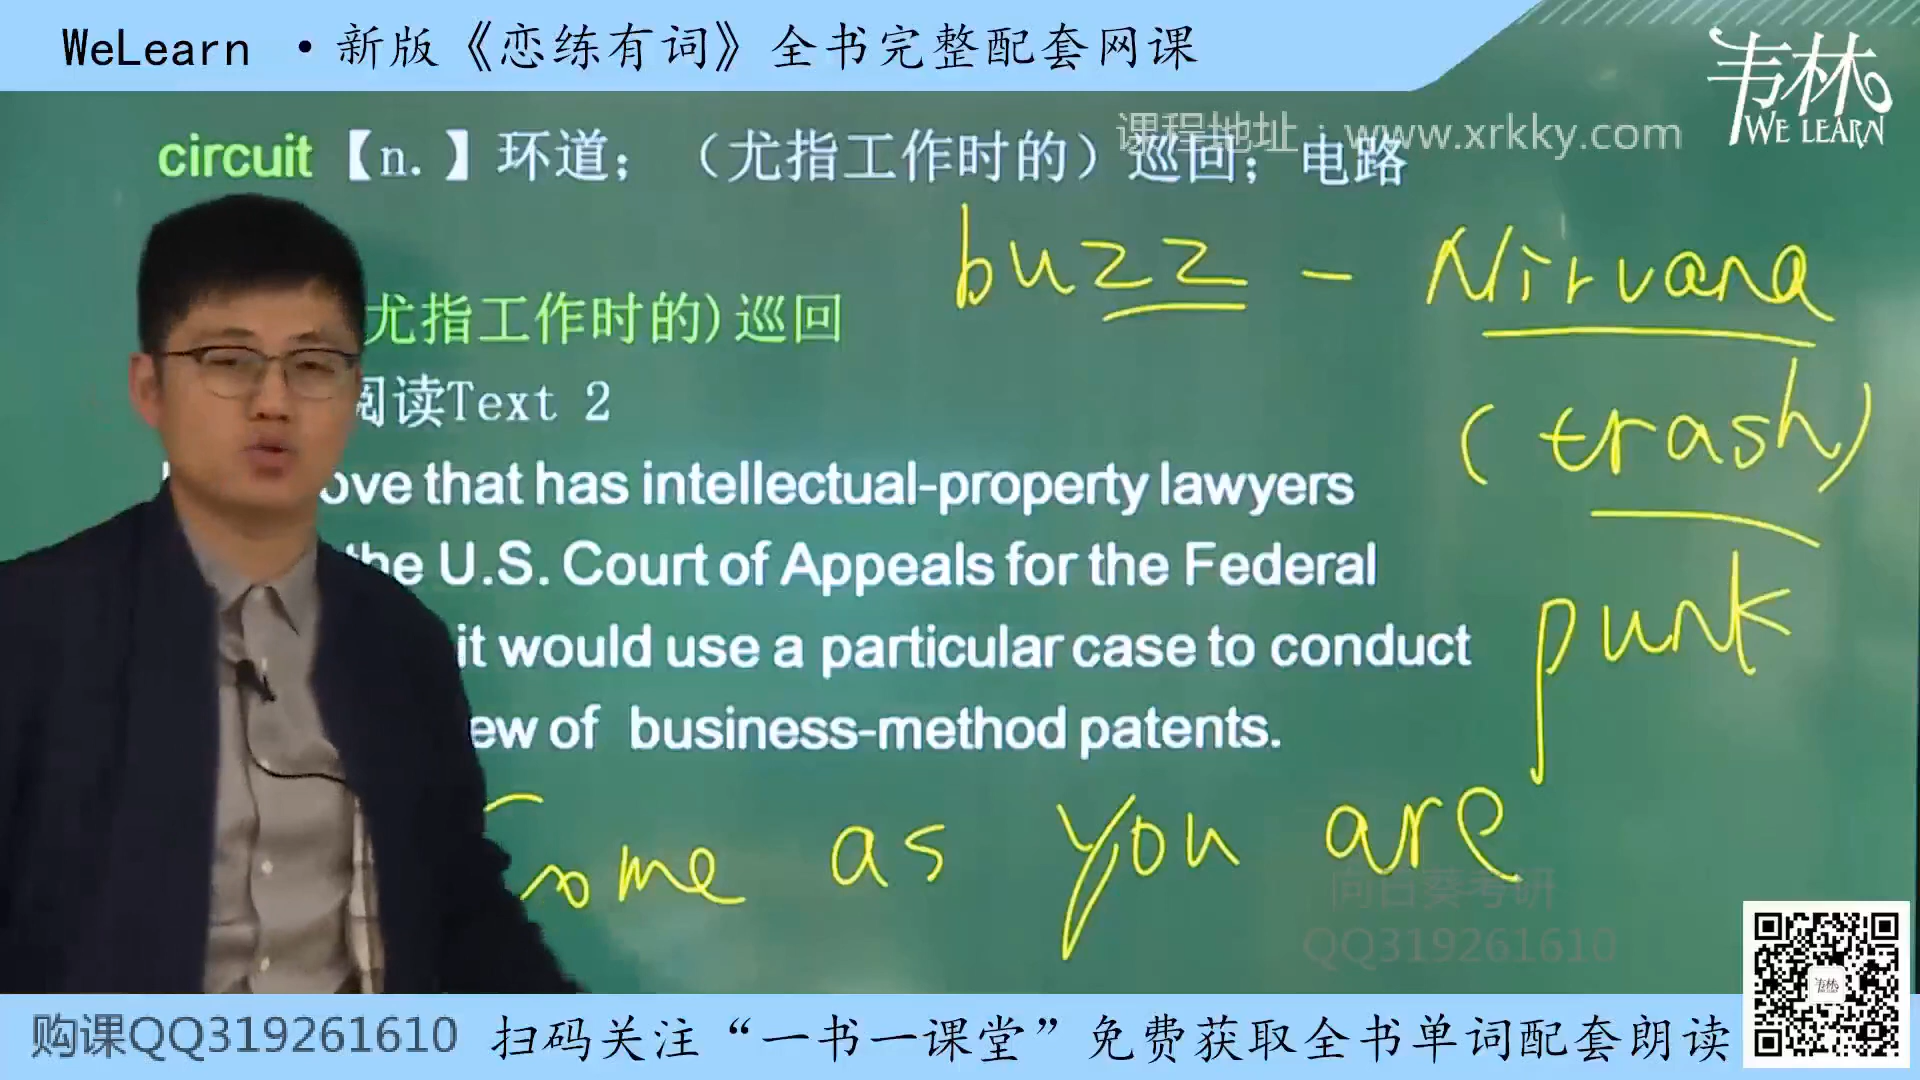 WeLearn ·新版《恋练有词》全书完整配套网课
韦林
WE LEARN
课程地址：www.xrkky.com
circuit【n.】环道；（尤指工作时的）巡回；电路
buzz - Nirvana
尤指工作时的)巡回
(trash)
阅读Text 2
ove that has intellectual-property lawyers
the U.S. Court of Appeals for the Federal
punk
it would use a particular case to conduct
ew of business-method patents.
come as you are
向日葵考研
QQ319261610
购课QQ319261610
扫码关注“一书一课堂”免费获取全书单词配套朗读